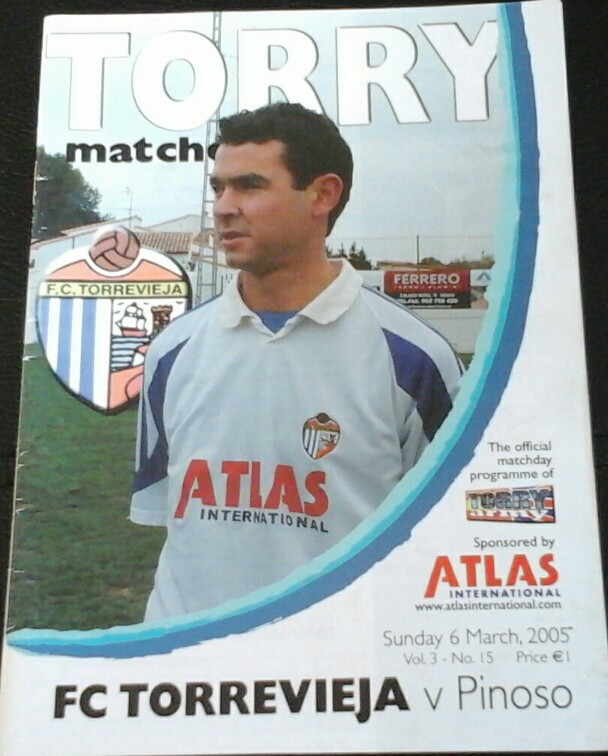 TORRY
matchd
F.C. TORREVIEJA
FERRERO
ATLAS
INTERNATIONAL
The official
matchday
programme of
TORRY
Sponsored by
ATLAS
INTERNATIONAL
www.atlasinternational.com
Sunday 6 March, 2005
Vol. 3 - No. 15 Price €1
FC TORREVIEJA v Pinoso